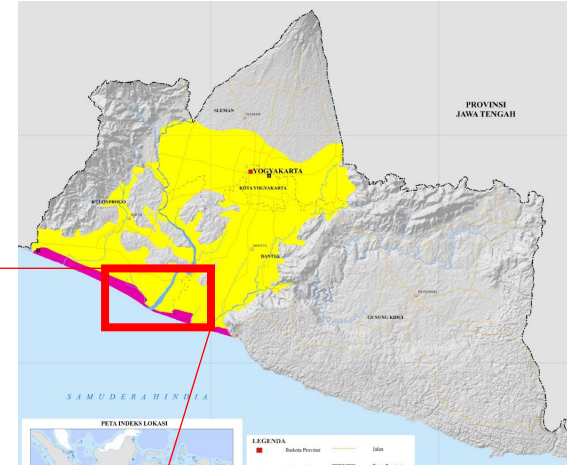 PROVINSI
JAWA TENGAH
SLEMAN
YOGYAKARTA
KOTA YOGYAKARTA
KULONPROGO
BANTUL
GUNUNG KIDUL
SAMUDERA HINDIA
PETA INDEKS LOKASI
LEGENDA
Ibukota Provinsi
Jalan